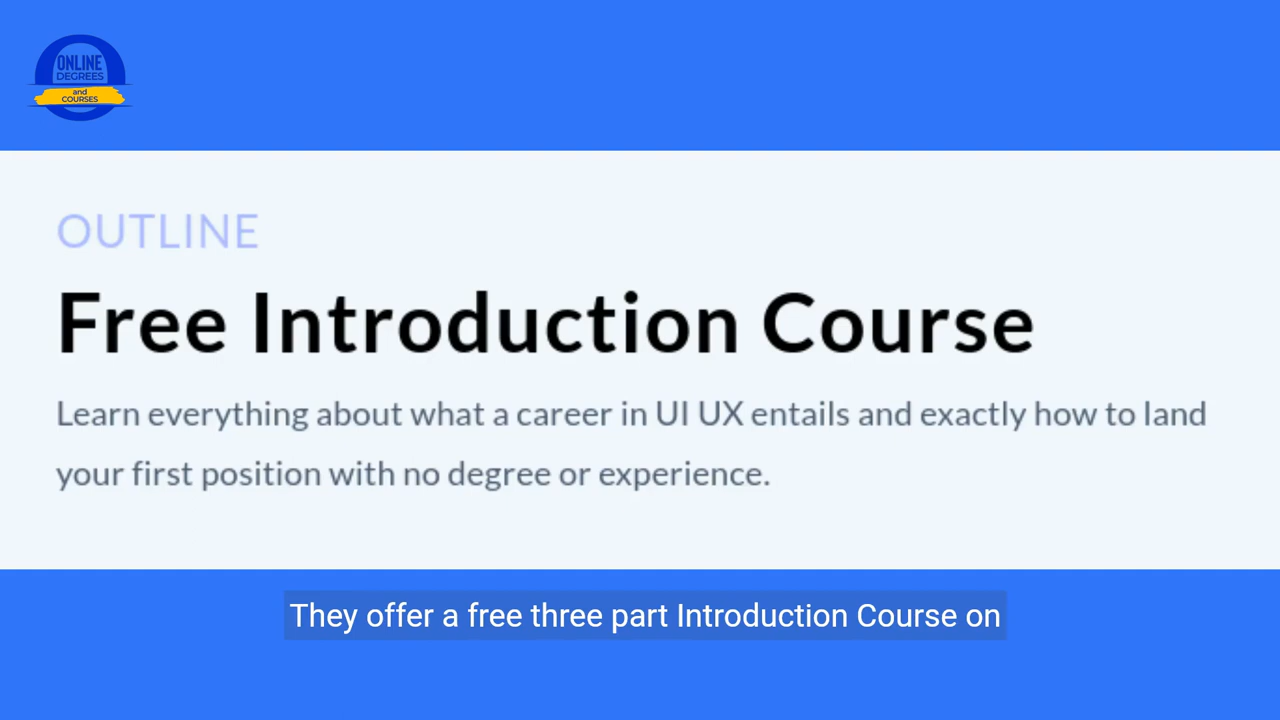 ONLINE
DEGREES
and
COURSES
OUTLINE
Free Introduction Course
Learn everything about what a career in UI UX entails and exactly how to land
your first position with no degree or experience.
They offer a free three part Introduction Course on